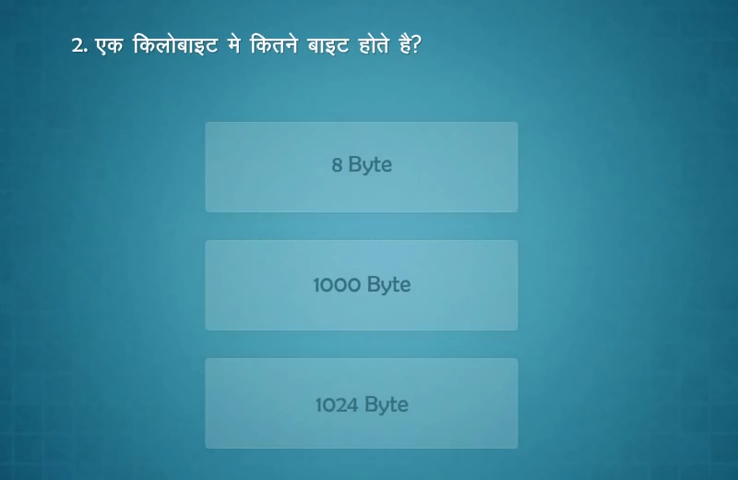 2. एक किलोबाइट मे कितने बाइट होते है?
8 Byte
1000 Byte
1024 Byte